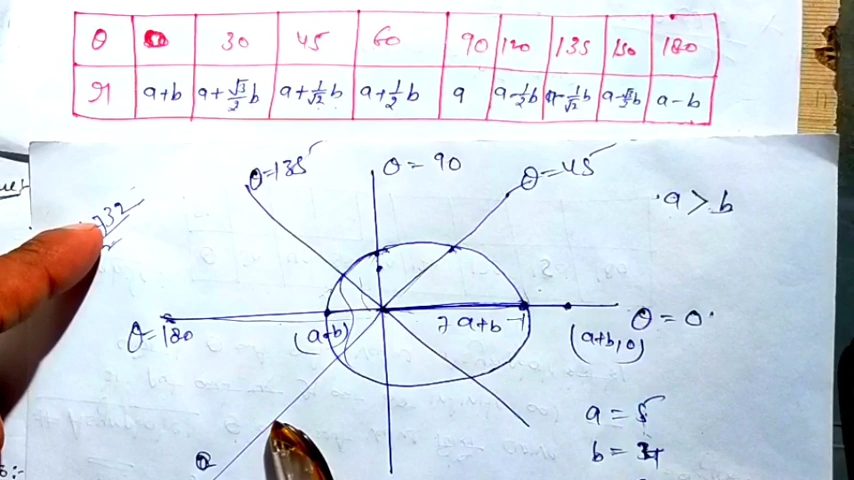 θ 0 30 45 60 90 120 135 150 180
r a+b a+√3/2 b a+1/√2 b a+1/2 b a a-1/2 b a-1/√2 b a-√3/2 b a-b
θ=135 θ = 90 θ=45
a > b
232
θ=180 (a-b) a+b (a+b,0) θ = 0
a = 5
b =